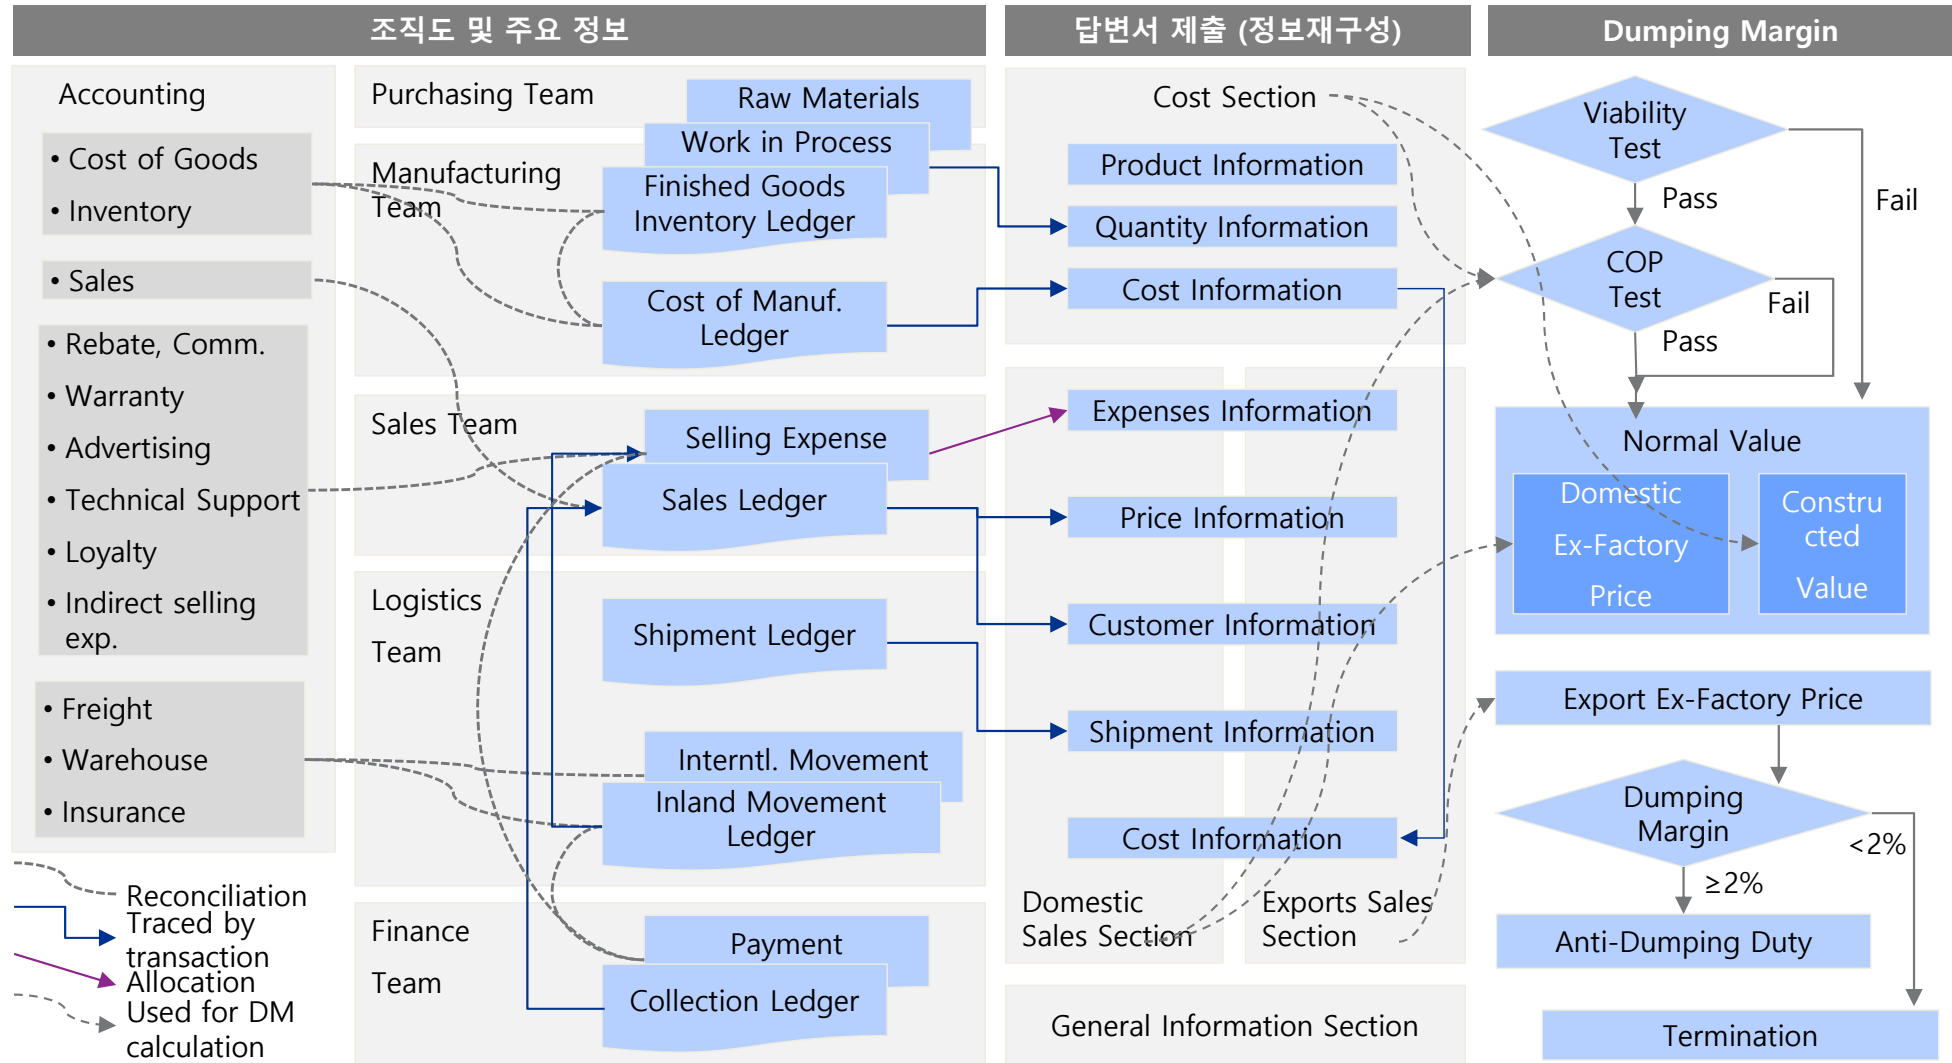 조직도 및 주요 정보
답변서 제출 (정보재구성)
Dumping Margin
Accounting
• Cost of Goods
• Inventory
• Sales
• Rebate, Comm.
• Warranty
• Advertising
• Technical Support
• Loyalty
• Indirect selling
exp.
• Freight
• Warehouse
• Insurance
Reconciliation
Traced by
transaction
Allocation
Used for DM
calculation
Purchasing Team
Raw Materials
Work in Process
Manufacturing
Team
Finished Goods
Inventory Ledger
Cost of Manuf.
Ledger
Sales Team
Selling Expense
Sales Ledger
Logistics
Team
Shipment Ledger
Interntl. Movement
Inland Movement
Ledger
Finance
Team
Payment
Collection Ledger
Cost Section
Product Information
Quantity Information
Cost Information
Expenses Information
Price Information
Customer Information
Shipment Information
Cost Information
Domestic
Sales Section
Exports Sales
Section
General Information Section
Viability
Test
Pass
Fail
COP
Test
Fail
Pass
Normal Value
Domestic
Ex-Factory
Price
Constru
cted
Value
Export Ex-Factory Price
Dumping
Margin
<2%
≥2%
Anti-Dumping Duty
Termination